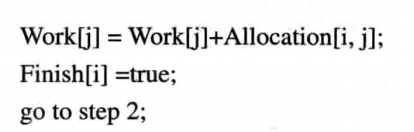 Work[j] = Work[j]+Allocation[i, j];
Finish[i] =true;
go to step 2;